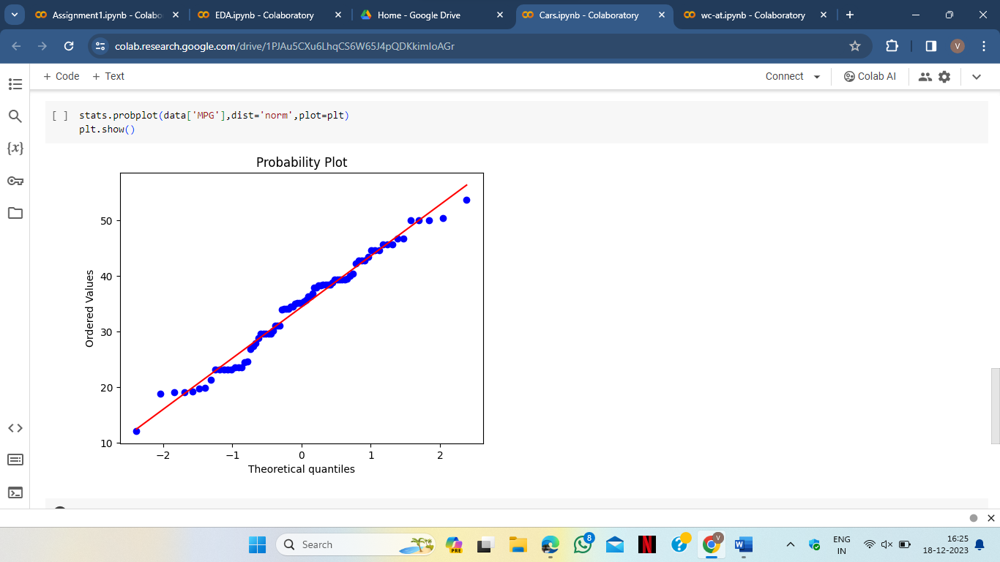 Assignment1.ipynb - Colabo
EDA.ipynb - Colaboratory
Home - Google Drive
Cars.ipynb - Colaboratory
wc-at.ipynb - Colaboratory
colab.research.google.com/drive/1PJAu5CXu6LhqCS6W65J4pQDKkimIoAGr
V
+ Code + Text
Connect
Colab AI
[ ] stats.probplot(data['MPG'],dist='norm',plot=plt)
plt.show()
{x}
Probability Plot
Ordered Values
50
40
30
20
10
−2 −1 0 1 2
Theoretical quantiles
Search
PRE
8
N
V
W
ENG
IN
16:25
18-12-2023